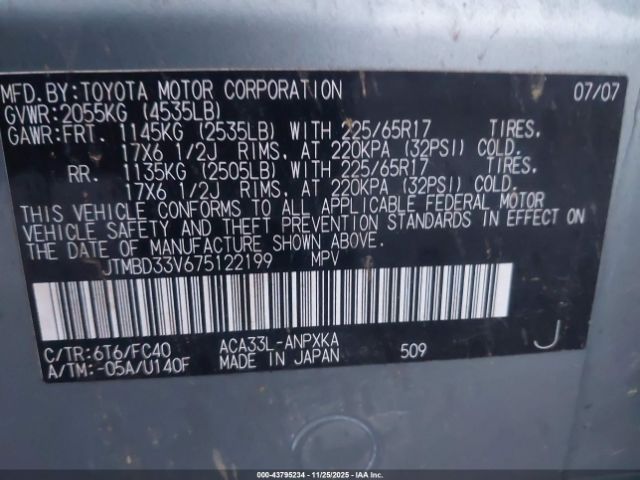 MFD.BY:TOYOTA MOTOR CORPORATION 07/07
GVWR:2055KG (4535LB)
GAWR:FRT. 1145KG (2535LB) WITH 225/65R17 TIRES,
17X6 1/2J RIMS, AT 220KPA (32PSI) COLD.
RR. 1135KG (2505LB) WITH 225/65R17 TIRES,
17X6 1/2J RIMS, AT 220KPA (32PSI) COLD.
THIS VEHICLE CONFORMS TO ALL APPLICABLE FEDERAL MOTOR
VEHICLE SAFETY AND THEFT PREVENTION STANDARDS IN EFFECT ON
THE DATE OF MANUFACTURE SHOWN ABOVE.
JTMBD33V675122199 MPV
C/TR:6T6/FC40 ACA33L-ANPXKA J
A/TM:-05A/U140F MADE IN JAPAN 509
000-43795234 - 11/25/2025 - IAAI.COM